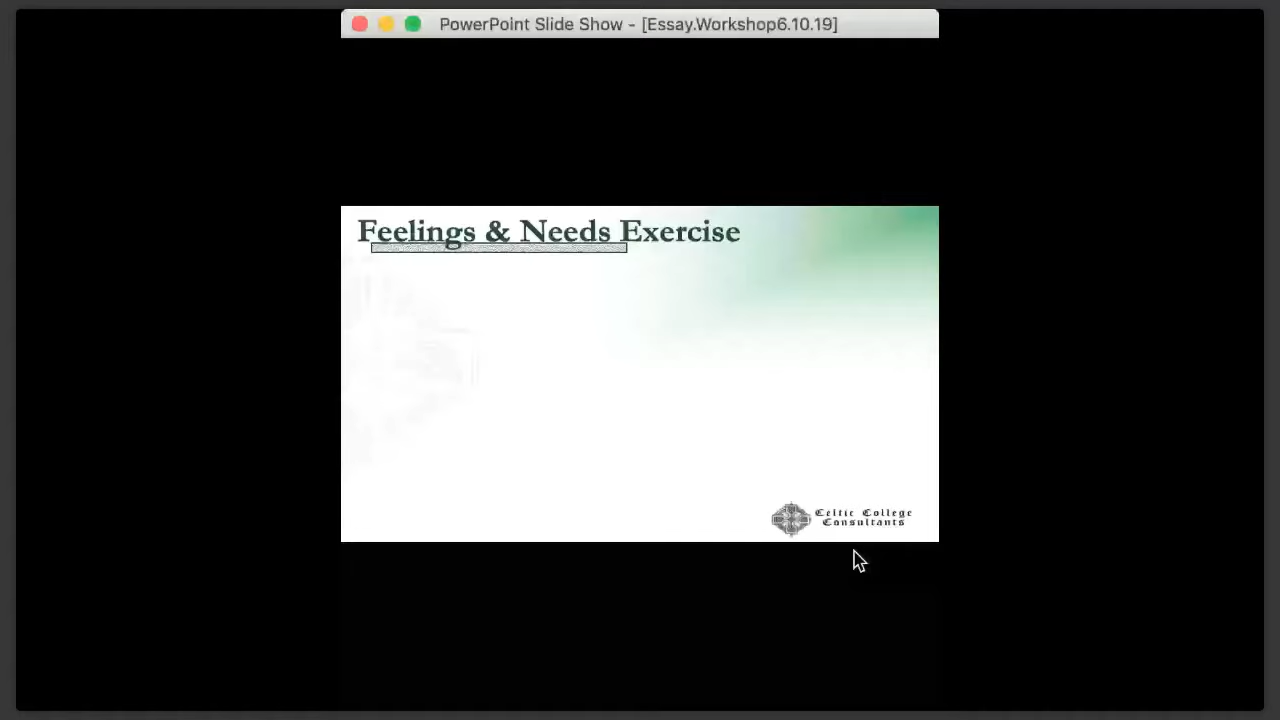 PowerPoint Slide Show - [Essay.Workshop6.10.19]
Feelings & Needs Exercise
Celtic College
Consultants